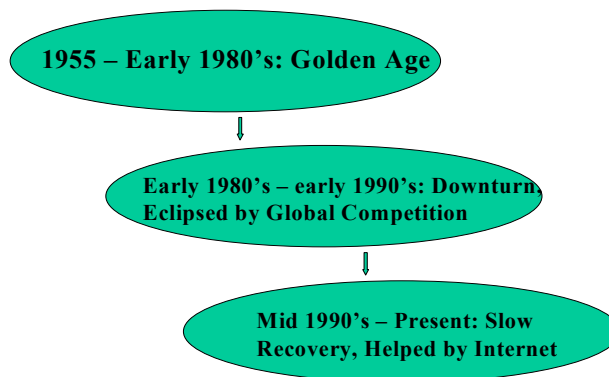 1955 – Early 1980’s: Golden Age
Early 1980’s – early 1990’s: Downturn,
Eclipsed by Global Competition
Mid 1990’s – Present: Slow
Recovery, Helped by Internet